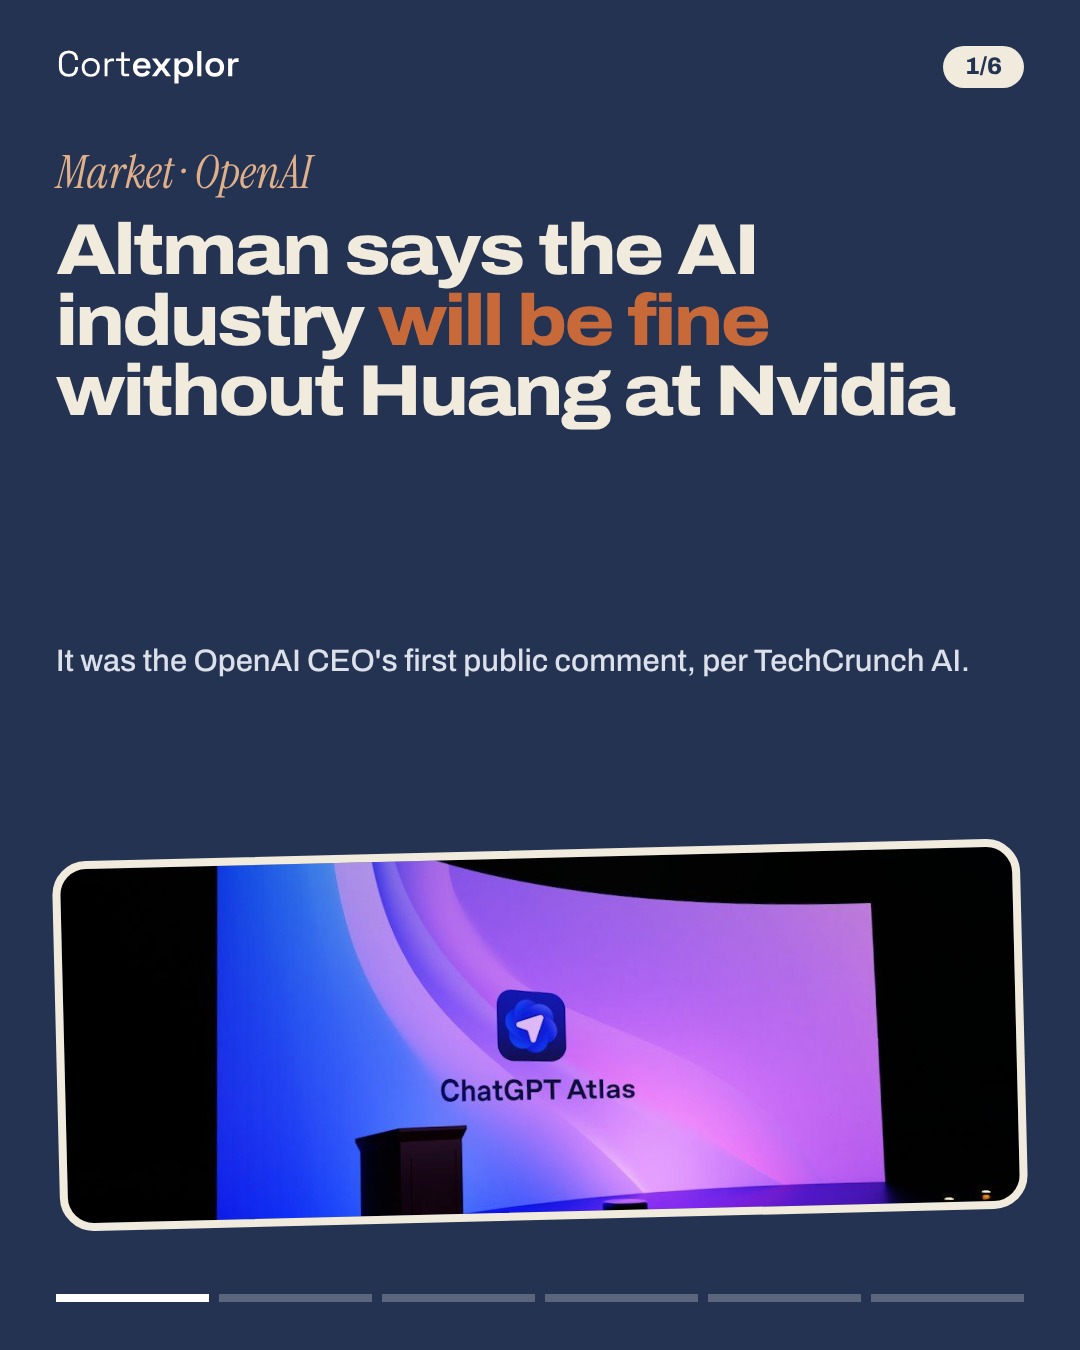 Cortexplor
1/6
Market · OpenAI
Altman says the AI
industry will be fine
without Huang at Nvidia
It was the OpenAI CEO's first public comment, per TechCrunch AI.
ChatGPT Atlas